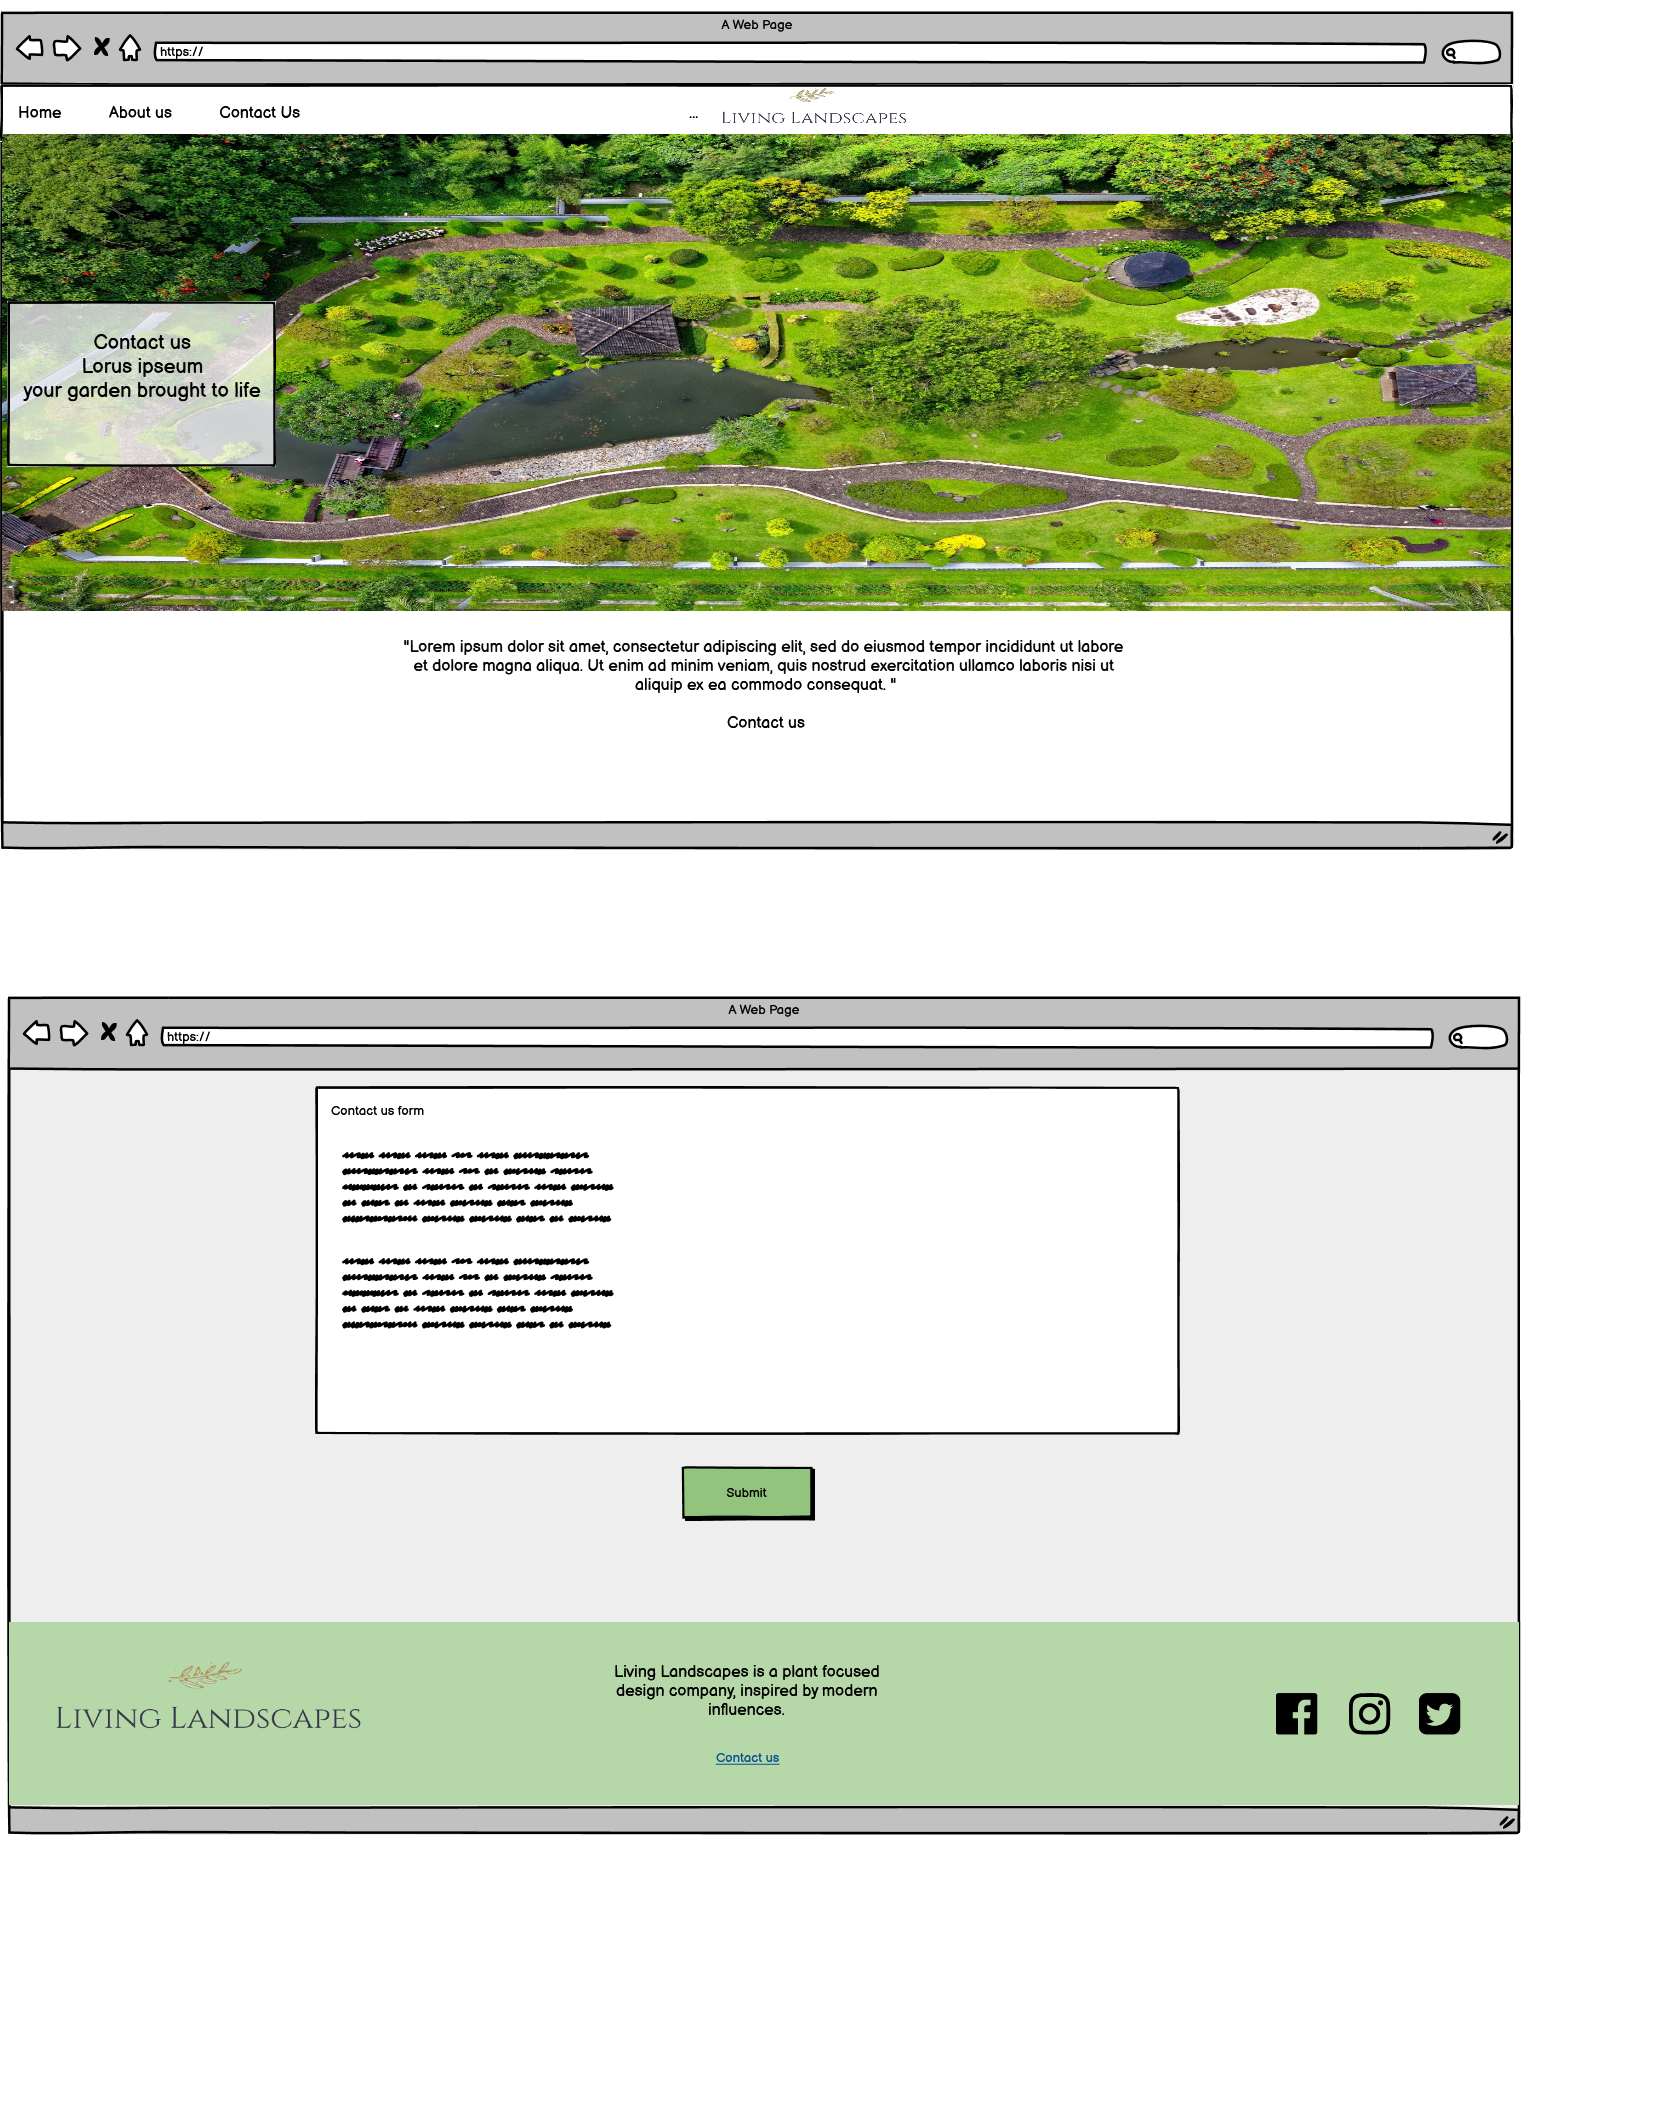 A Web Page
https://
Home About us Contact Us
... LIVING LANDSCAPES
Contact us
Lorus ipseum
your garden brought to life
"Lorem ipsum dolor sit amet, consectetur adipiscing elit, sed do eiusmod tempor incididunt ut labore
et dolore magna aliqua. Ut enim ad minim veniam, quis nostrud exercitation ullamco laboris nisi ut
aliquip ex ea commodo consequat. "
Contact us
A Web Page
https://
Contact us form
Submit
LIVING LANDSCAPES
Living Landscapes is a plant focused
design company, inspired by modern
influences.
Contact us